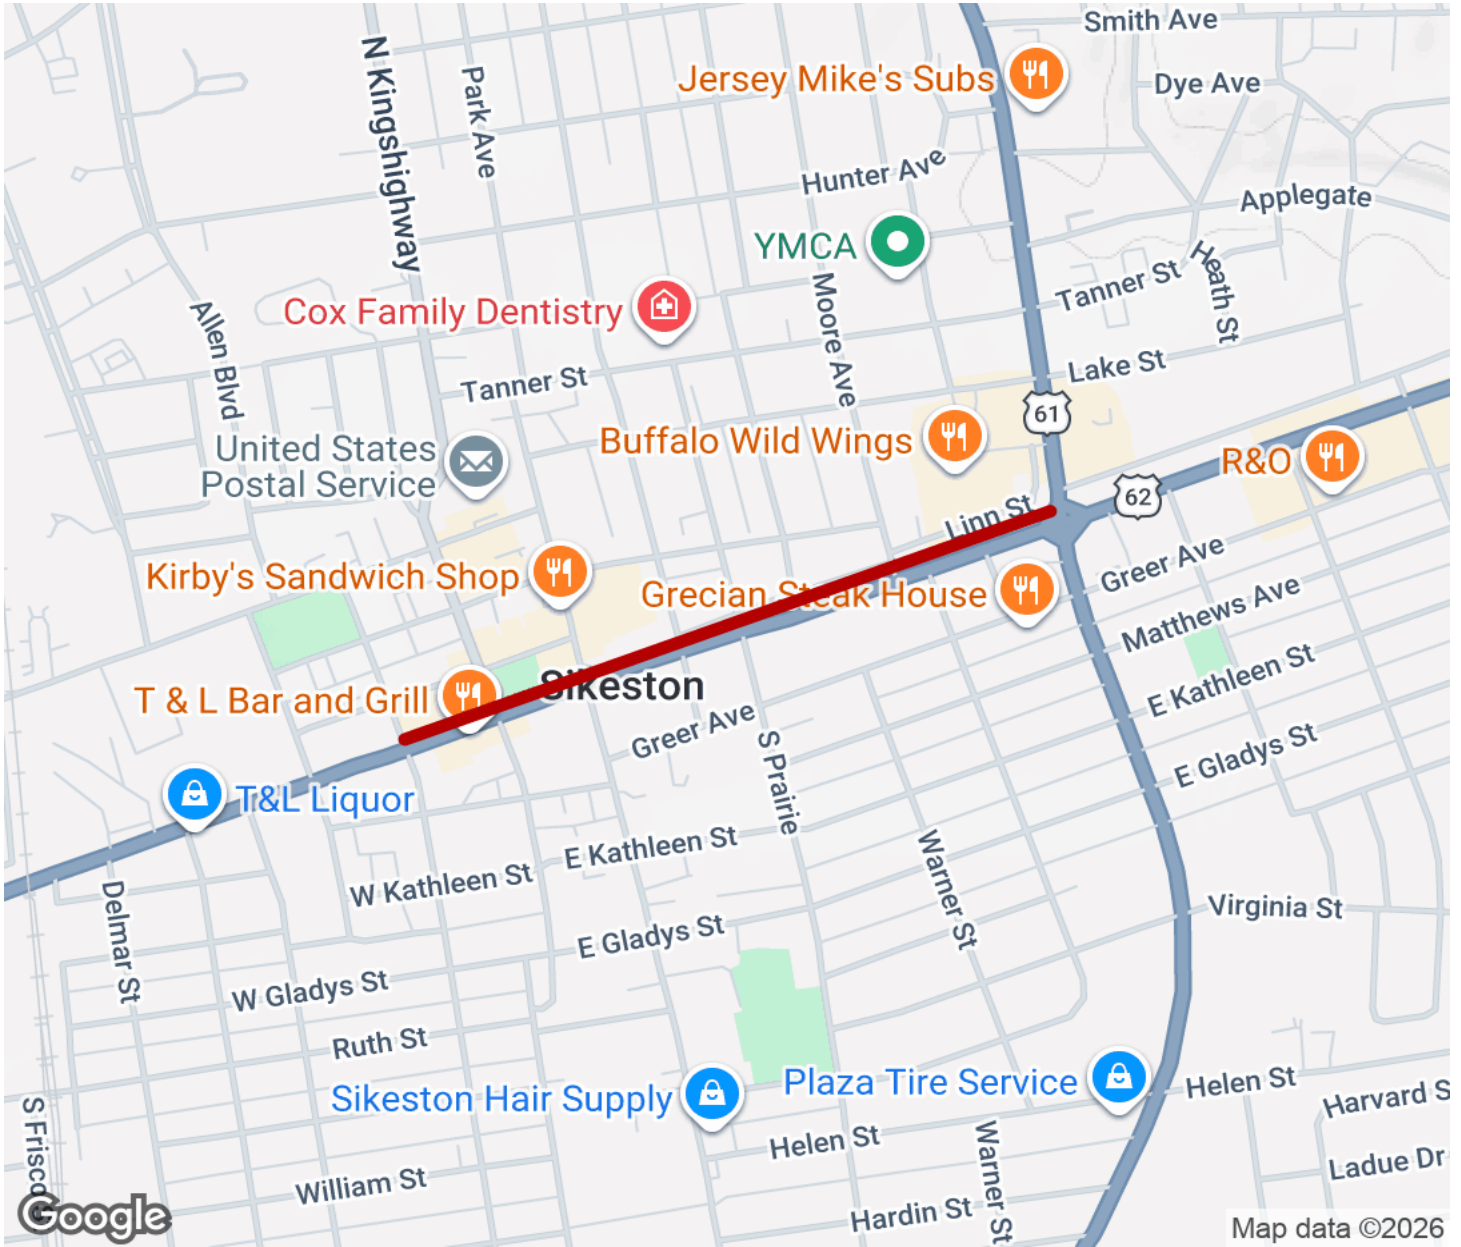 Smith Ave
Jersey Mike's Subs
Dye Ave
N Kingshighway
Park Ave
Hunter Ave
Applegate
YMCA
Heath St
Tanner St
Moore Ave
Cox Family Dentistry
Allen Blvd
Lake St
Tanner St
61
United States
Postal Service
Buffalo Wild Wings
R&O
62
Linn St
Kirby's Sandwich Shop
Grecian Steak House
Greer Ave
Matthews Ave
E Kathleen St
T & L Bar and Grill
Sikeston
Greer Ave
S Prairie
E Gladys St
T&L Liquor
E Kathleen St
W Kathleen St
Warner St
Delmar St
Virginia St
E Gladys St
W Gladys St
Ruth St
Sikeston Hair Supply
Plaza Tire Service
Helen St
Harvard S
S Frisco
Helen St
Warner St
Ladue Dr
William St
Hardin St
Google
Map data ©2026